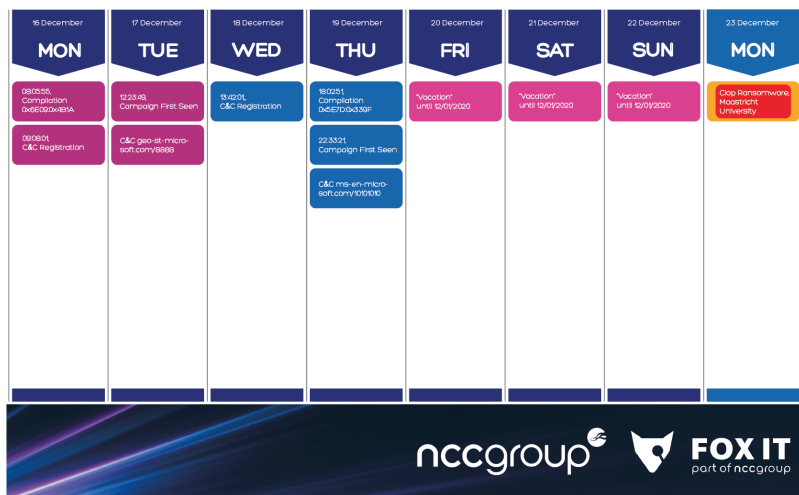 16 December
MON
17 December
TUE
18 December
WED
19 December
THU
20 December
FRI
21 December
SAT
22 December
SUN
23 December
MON
08:05:55,
Compilation
0x6E09:0x4B1A
09:08:01,
C&C Registration
12:23:49,
Campaign First Seen
C&C geo-st-micro-
soft.com/8888
13:42:01,
C&C Registration
18:02:51,
Compilation
0x5E7D:0x339F
22:33:21,
Campaign First Seen
C&C ms-en-micro-
soft.com/10101010
"Vacation"
until 12/01/2020
"Vacation"
until 12/01/2020
"Vacation"
until 12/01/2020
Clop Ransomware,
Maastricht
University
nccgroup
FOX IT
part of nccgroup